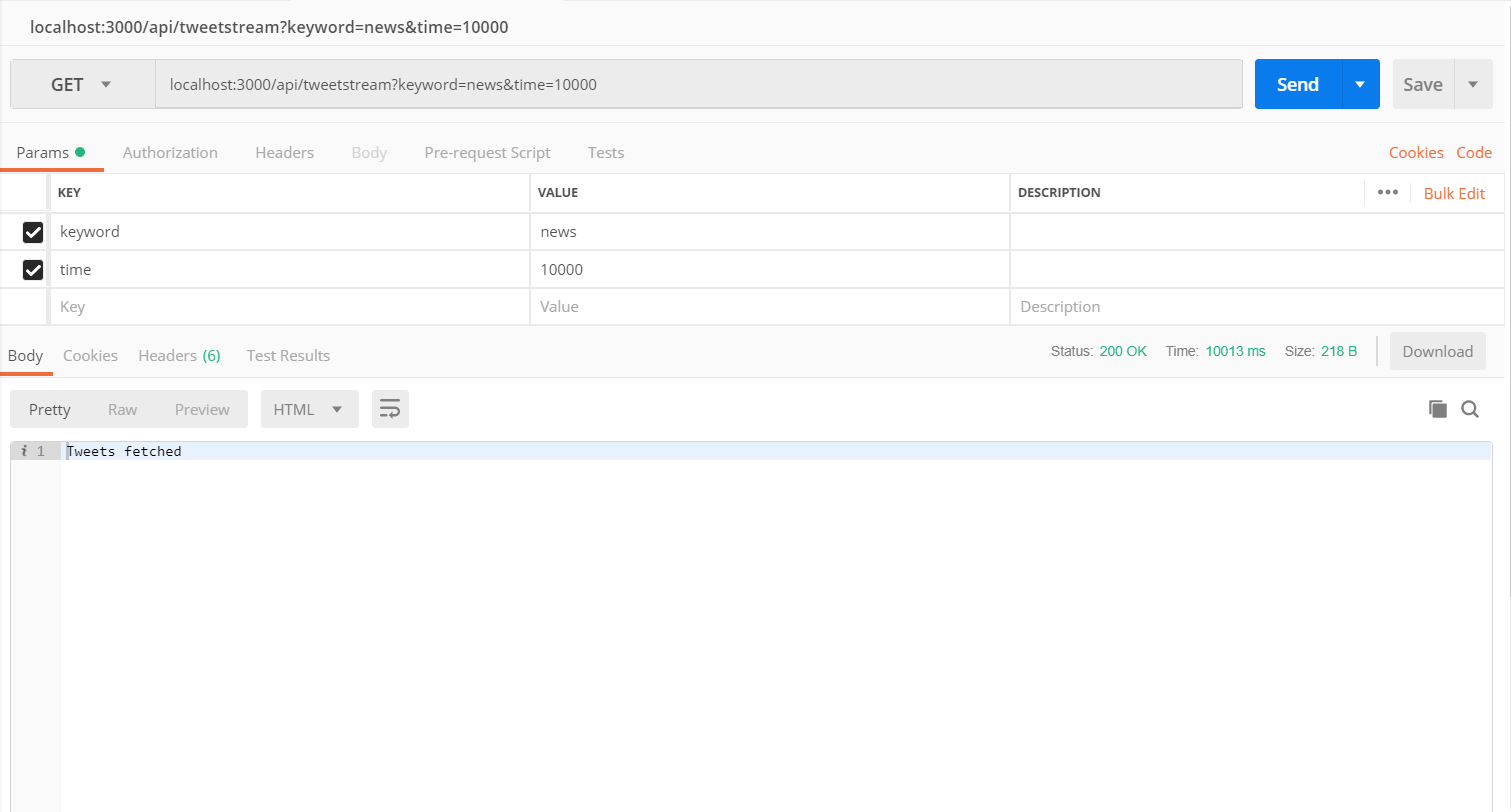 localhost:3000/api/tweetstream?keyword=news&time=10000
GET localhost:3000/api/tweetstream?keyword=news&time=10000 Send Save
Params Authorization Headers Body Pre-request Script Tests Cookies Code
KEY VALUE DESCRIPTION ••• Bulk Edit
keyword news
time 10000
Key Value Description
Body Cookies Headers (6) Test Results Status: 200 OK Time: 10013 ms Size: 218 B Download
Pretty Raw Preview HTML
i 1 Tweets fetched